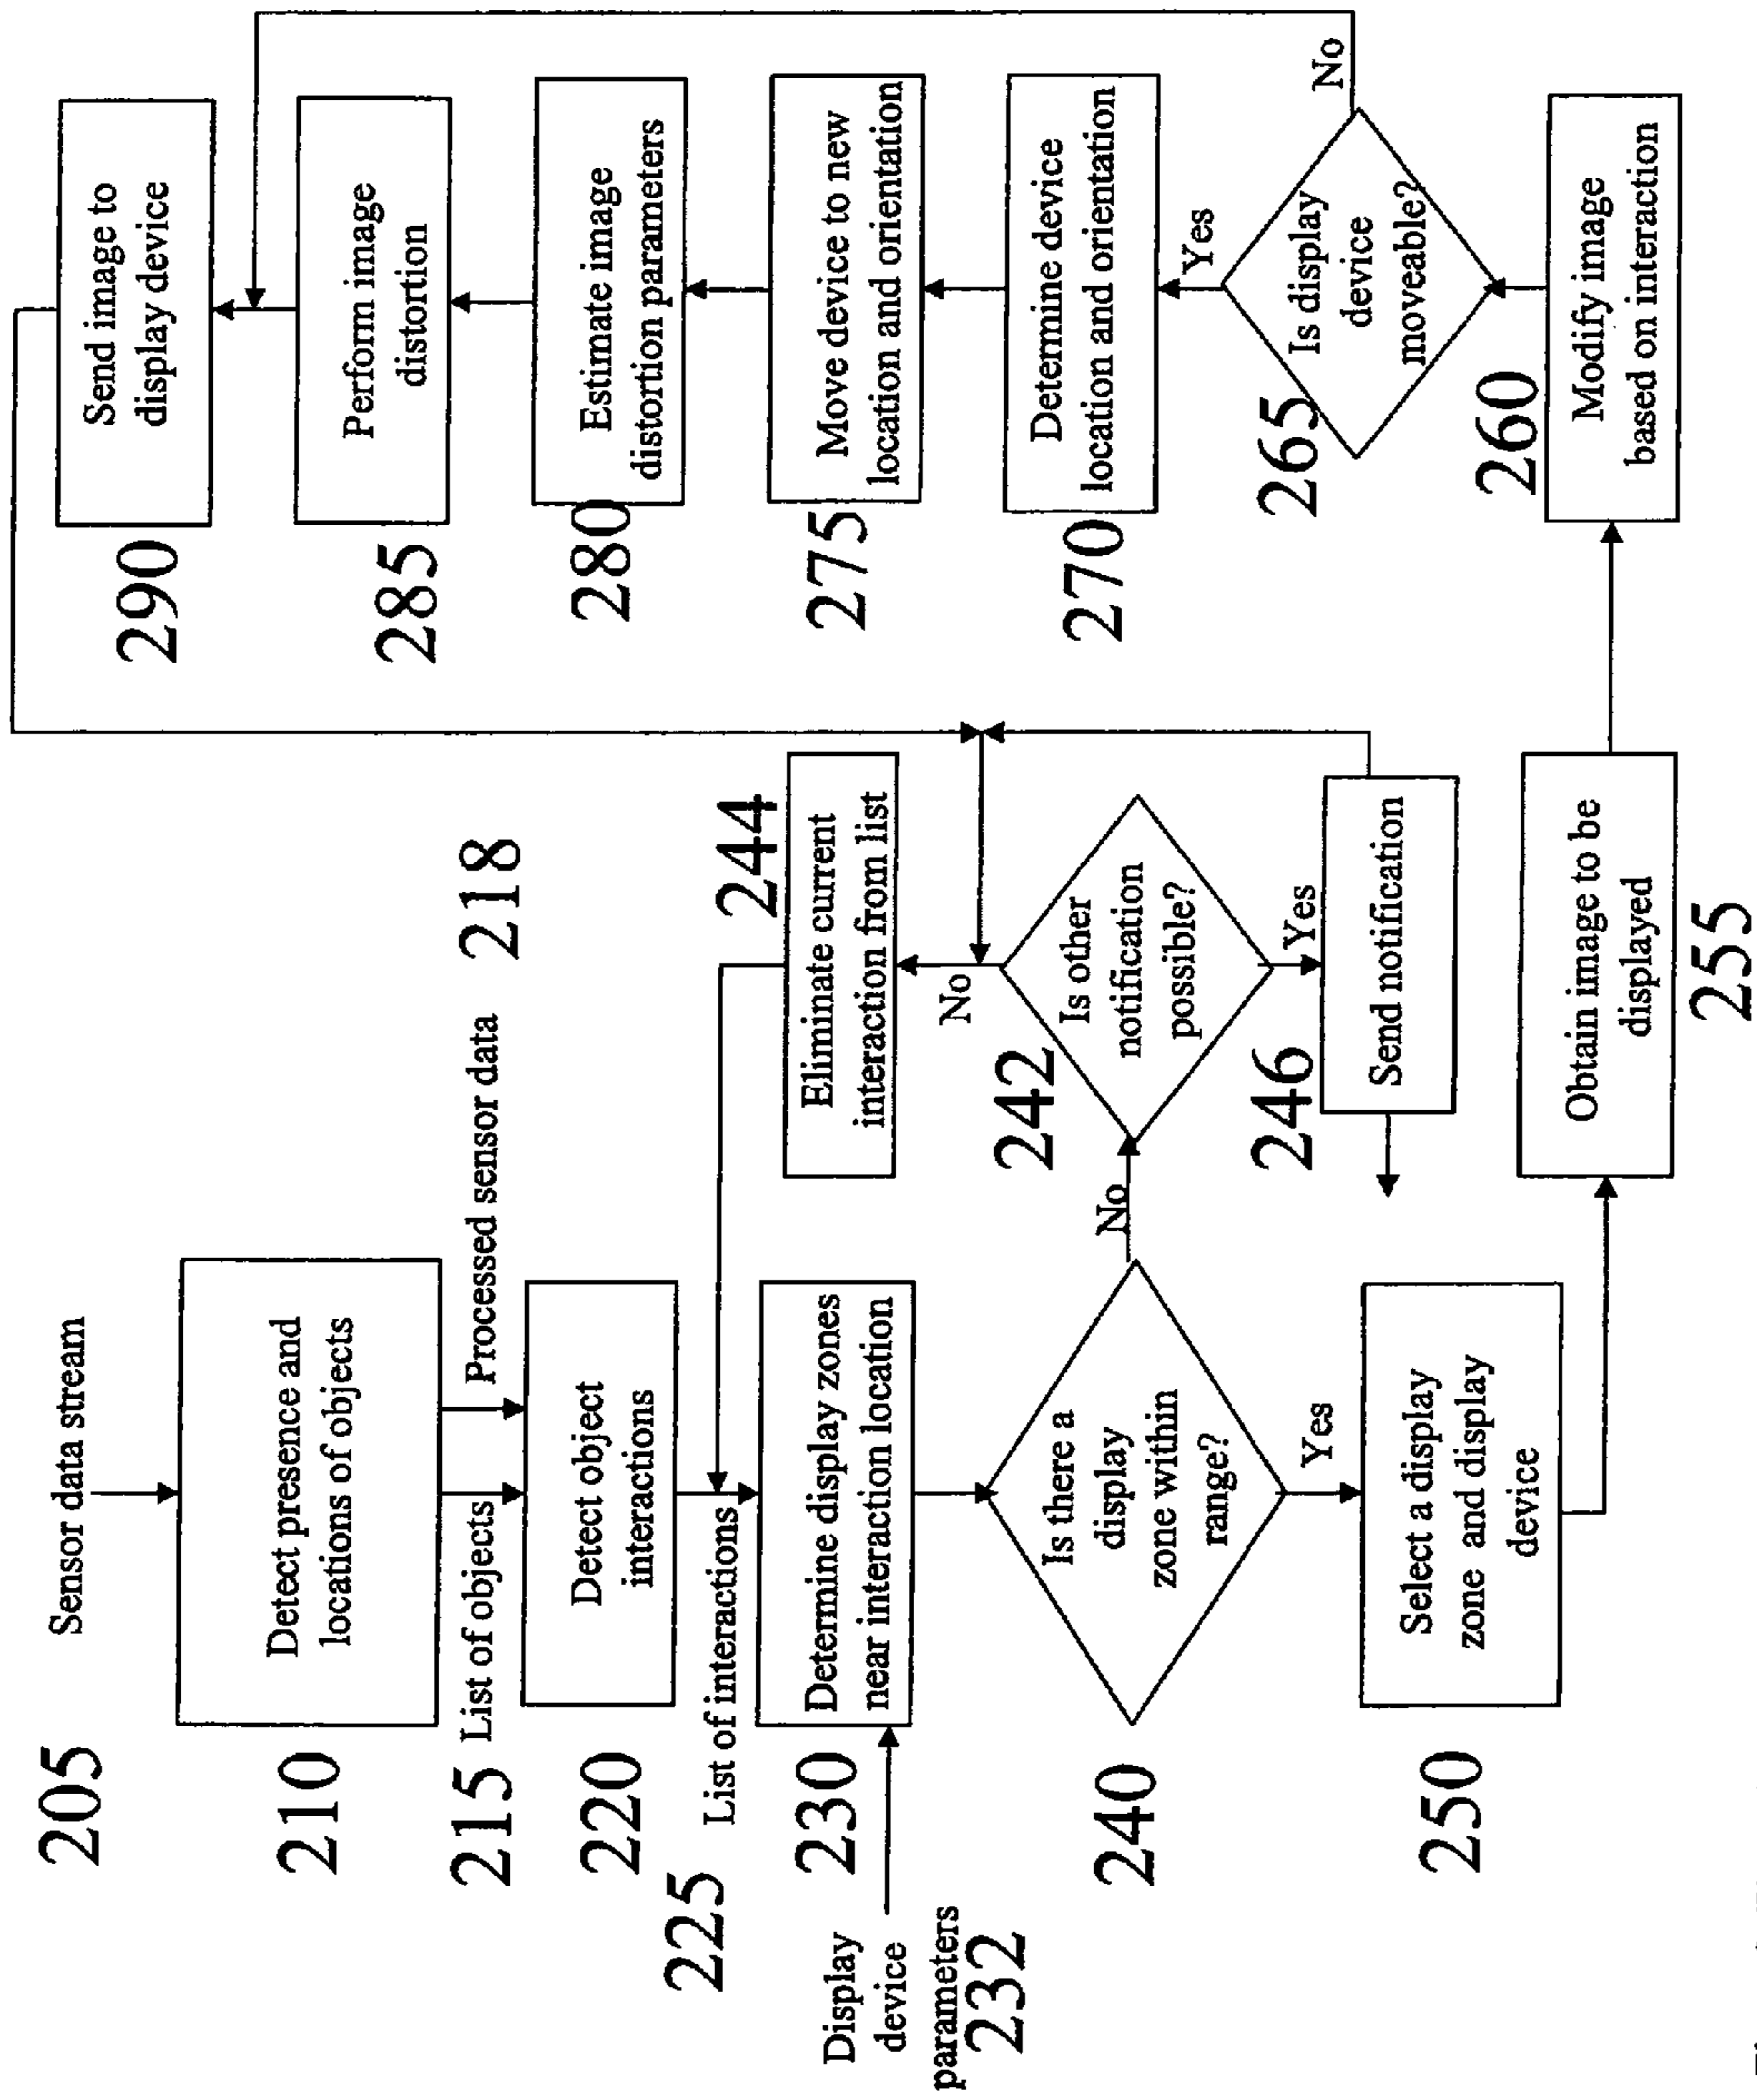 Sensor data stream
205
Detect presence and
locations of objects
210
215
List of objects
Processed sensor data
218
Detect object
interactions
220
225
List of interactions
Determine display zones
near interaction location
230
Display
device
parameters
232
Is there a
display
zone within
range?
240
No
Yes
Select a display
zone and display
device
250
Eliminate current
interaction from list
244
No
Is other
notification
possible?
242
Yes
Send notification
246
Obtain image to be
displayed
255
Modify image
based on interaction
260
Is display
device
moveable?
265
No
Yes
Determine device
location and orientation
270
Move device to new
location and orientation
275
Estimate image
distortion parameters
280
Perform image
distortion
285
Send image to
display device
290